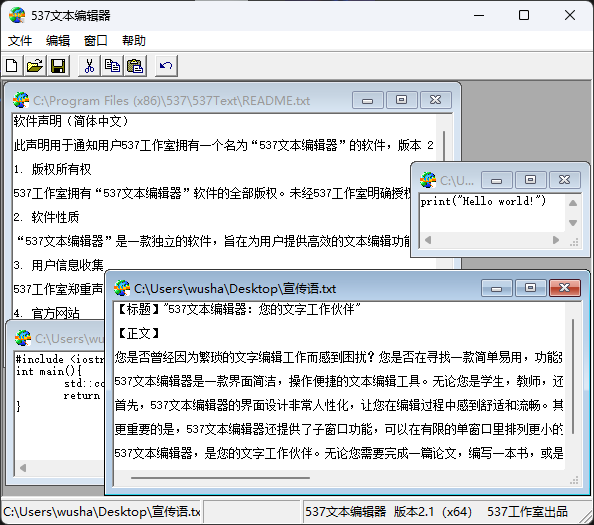 537文本编辑器
文件 编辑 窗口 帮助
C:\Program Files (x86)\537\537Text\README.txt
软件声明（简体中文）
此声明用于通知用户537工作室拥有一个名为“537文本编辑器”的软件，版本 2
1. 版权所有权
537工作室拥有“537文本编辑器”软件的全部版权。未经537工作室明确授权
2. 软件性质
“537文本编辑器”是一款独立的软件，旨在为用户提供高效的文本编辑功能
3. 用户信息收集
537工作室郑重声
4. 官方网站
C:\U...
print("Hello world!")
C:\Users\wusha\Desktop\宣传语.txt
【标题】"537文本编辑器：您的文字工作伙伴"
【正文】
您是否曾经因为繁琐的文字编辑工作而感到困扰？您是否在寻找一款简单易用，功能强
537文本编辑器是一款界面简洁，操作便捷的文本编辑工具。无论您是学生，教师，还
首先，537文本编辑器的界面设计非常人性化，让您在编辑过程中感到舒适和流畅。其
更重要的是，537文本编辑器还提供了子窗口功能，可以在有限的单窗口里排列更小的
537文本编辑器，是您的文字工作伙伴。无论您需要完成一篇论文，编写一本书，或是
C:\Users\wu
#include <iostr
int main(){
std::co
return
}
C:\Users\wusha\Desktop\宣传语.tx
537文本编辑器 版本2.1（x64） 537工作室出品